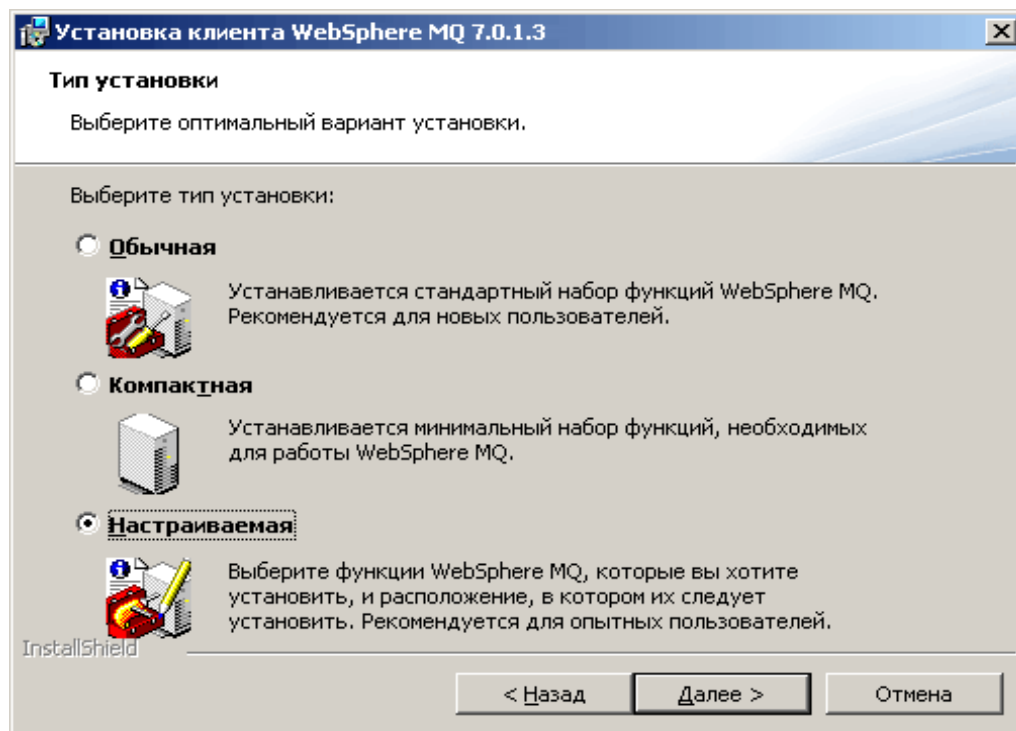 Установка клиента WebSphere MQ 7.0.1.3
Тип установки
Выберите оптимальный вариант установки.
Выберите тип установки:
Обычная
Устанавливается стандартный набор функций WebSphere MQ.
Рекомендуется для новых пользователей.
Компактная
Устанавливается минимальный набор функций, необходимых
для работы WebSphere MQ.
Настраиваемая
Выберите функции WebSphere MQ, которые вы хотите
установить, и расположение, в котором их следует
установить. Рекомендуется для опытных пользователей.
InstallShield
< Назад
Далее >
Отмена